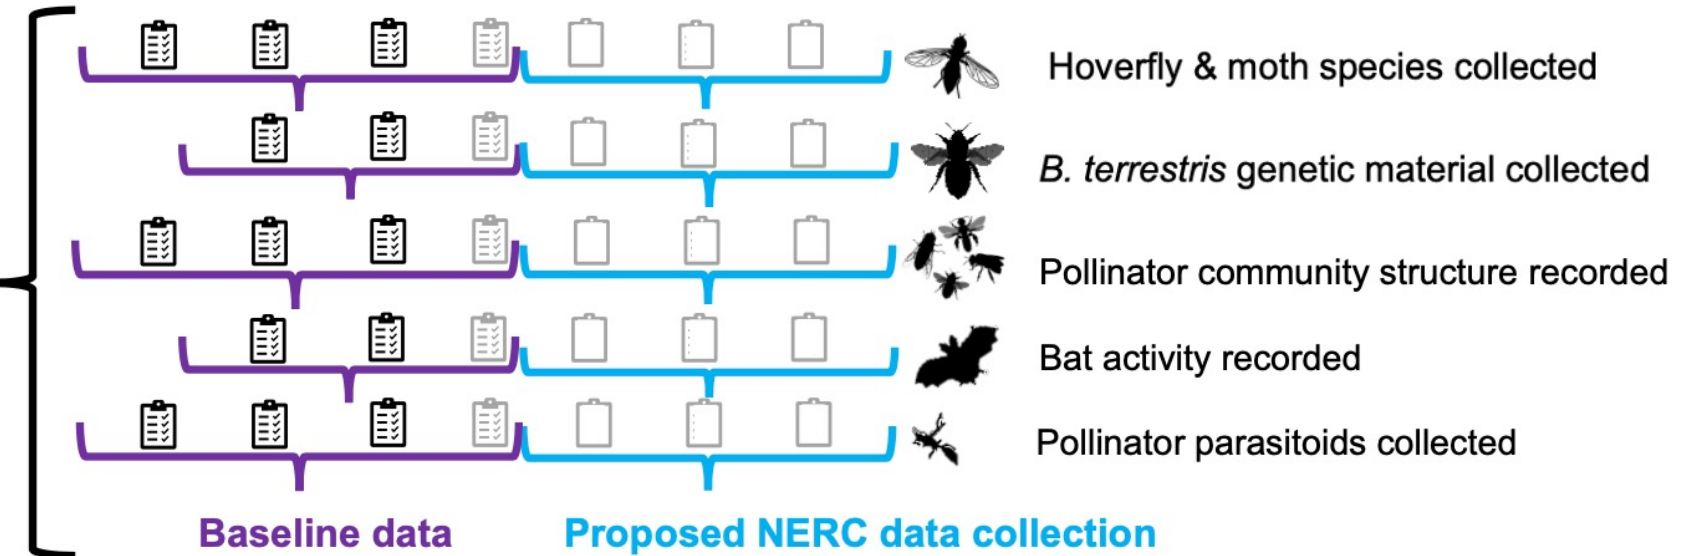 Hoverfly & moth species collected
B. terrestris genetic material collected
Pollinator community structure recorded
Bat activity recorded
Pollinator parasitoids collected
Baseline data
Proposed NERC data collection